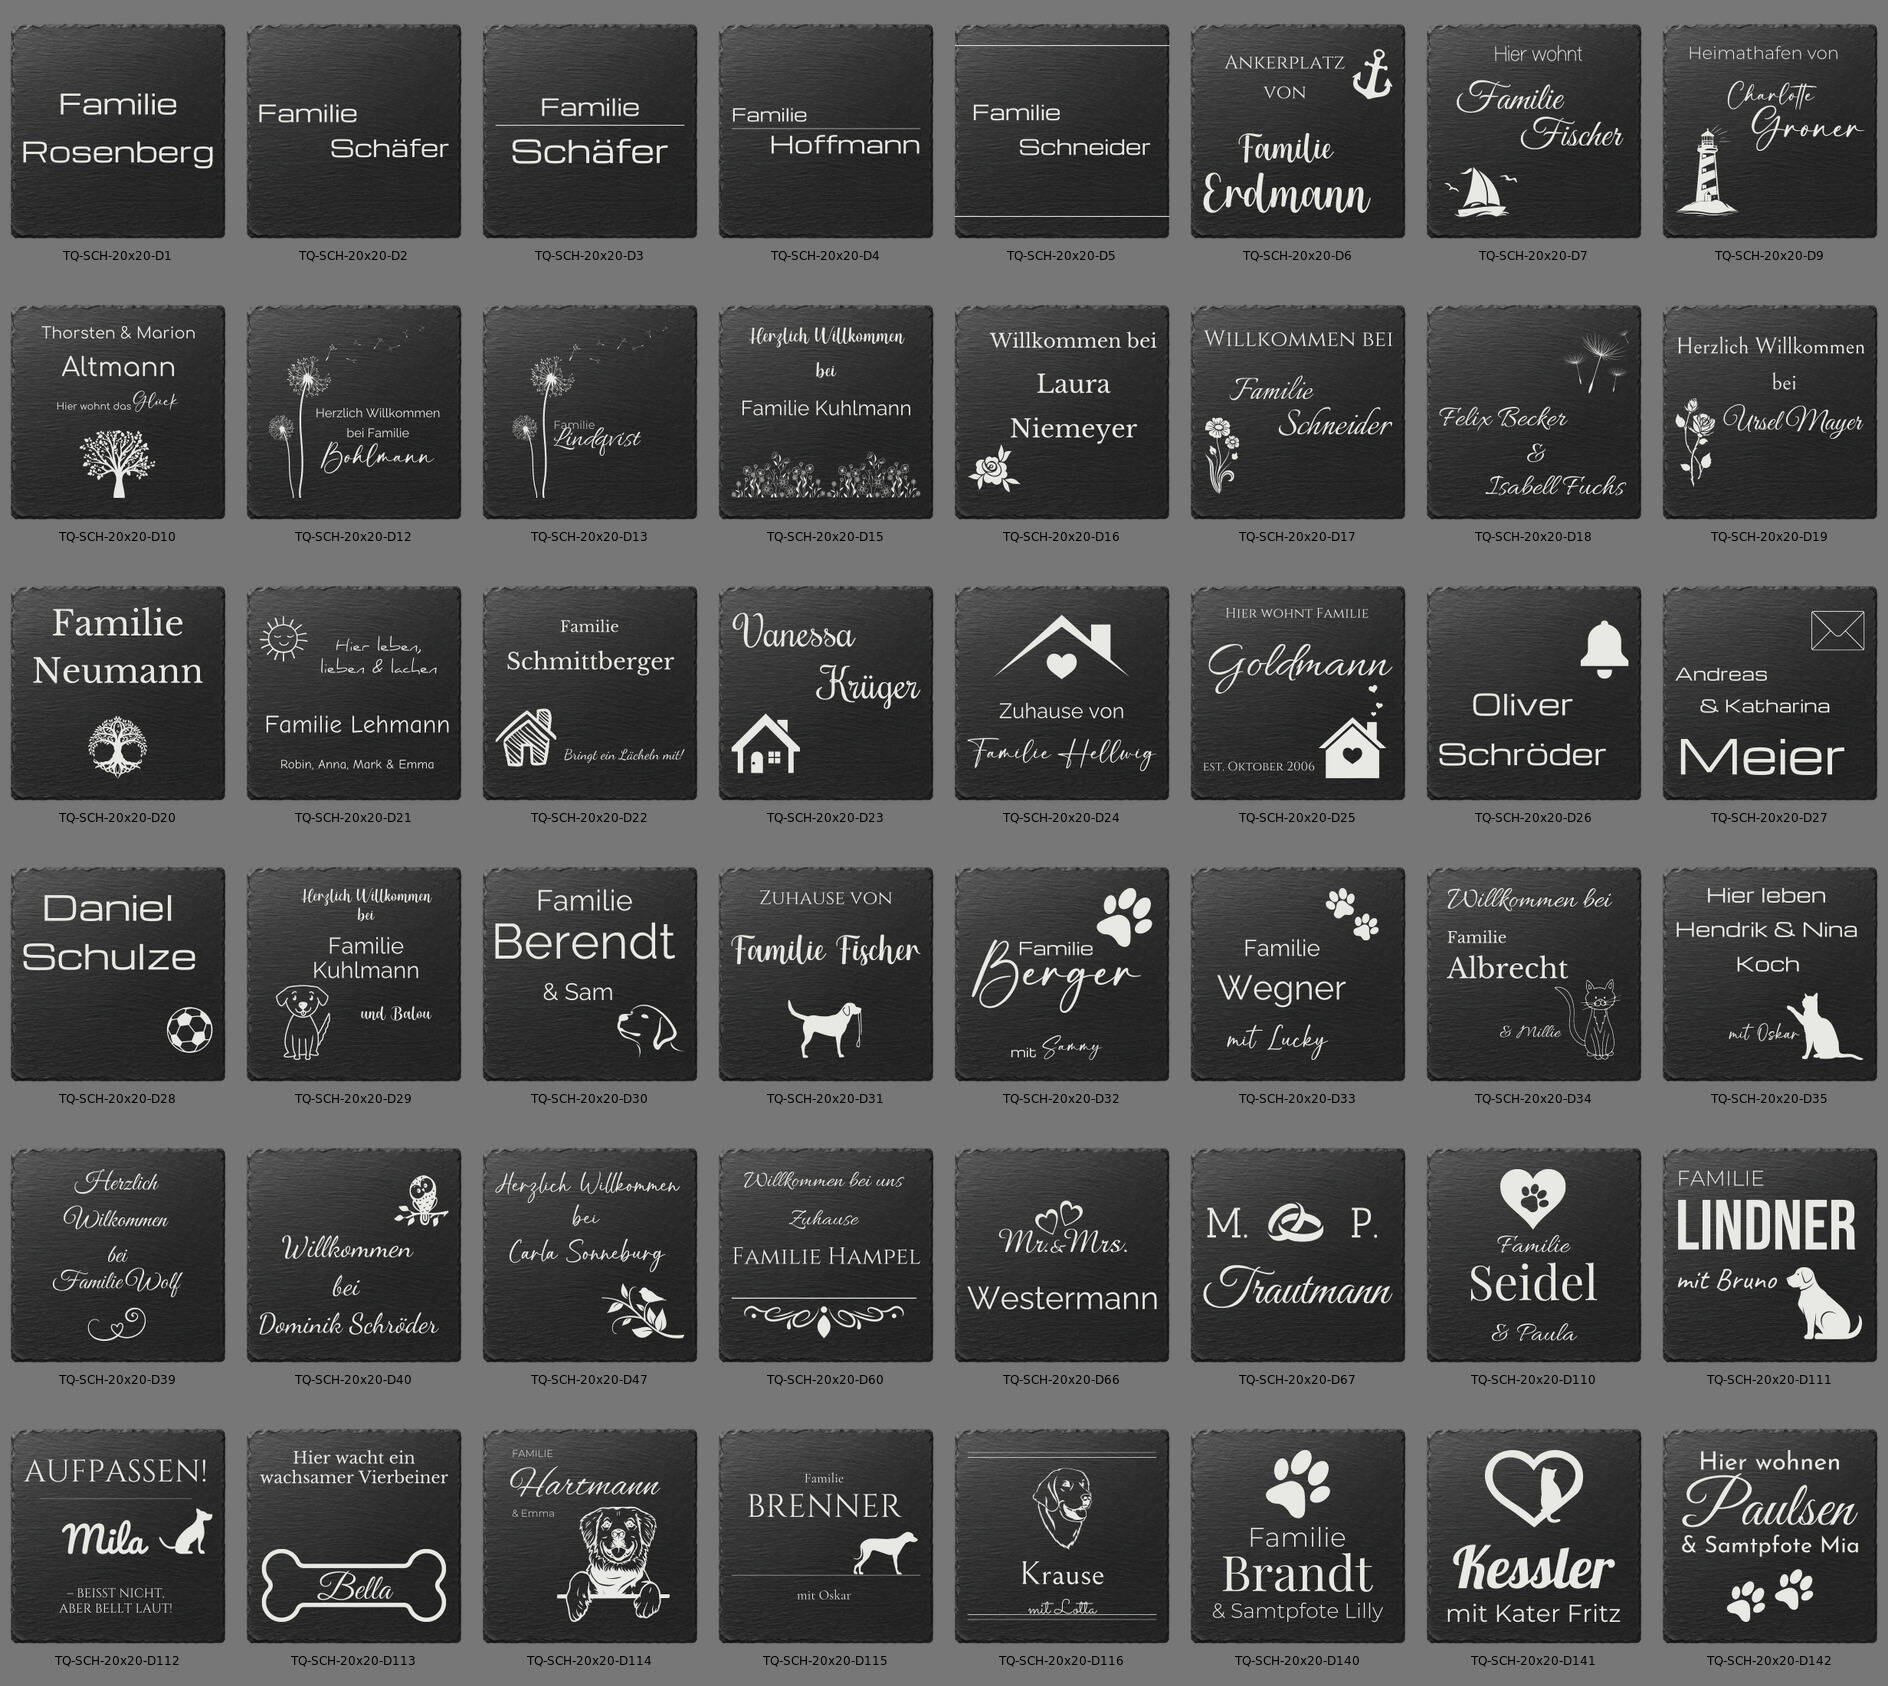 Familie
Rosenberg
TQ-SCH-20x20-D1
Familie
Schäfer
TQ-SCH-20x20-D2
Familie
Schäfer
TQ-SCH-20x20-D3
Familie
Hoffmann
TQ-SCH-20x20-D4
Familie
Schneider
TQ-SCH-20x20-D5
ANKERPLATZ
VON
Familie
Erdmann
TQ-SCH-20x20-D6
Hier wohnt
Familie
Fischer
TQ-SCH-20x20-D7
Heimathafen von
Charlotte
Groner
TQ-SCH-20x20-D9
Thorsten & Marion
Altmann
Hier wohnt das Glück
TQ-SCH-20x20-D10
Herzlich Willkommen
bei Familie
Bohlmann
TQ-SCH-20x20-D12
Familie
Lindqvist
TQ-SCH-20x20-D13
Herzlich Willkommen
bei
Familie Kuhlmann
TQ-SCH-20x20-D15
Willkommen bei
Laura
Niemeyer
TQ-SCH-20x20-D16
WILLKOMMEN BEI
Familie
Schneider
TQ-SCH-20x20-D17
Felix Becker
&
Isabell Fuchs
TQ-SCH-20x20-D18
Herzlich Willkommen
bei
Ursel Mayer
TQ-SCH-20x20-D19
Familie
Neumann
TQ-SCH-20x20-D20
Hier leben,
lieben & lachen
Familie Lehmann
Robin, Anna, Mark & Emma
TQ-SCH-20x20-D21
Familie
Schmittberger
Bringt ein Lächeln mit!
TQ-SCH-20x20-D22
Vanessa
Krüger
TQ-SCH-20x20-D23
Zuhause von
Familie Hellwig
TQ-SCH-20x20-D24
HIER WOHNT FAMILIE
Goldmann
EST. OKTOBER 2006
TQ-SCH-20x20-D25
Oliver
Schröder
TQ-SCH-20x20-D26
Andreas
& Katharina
Meier
TQ-SCH-20x20-D27
Daniel
Schulze
TQ-SCH-20x20-D28
Herzlich Willkommen
bei
Familie
Kuhlmann
und Balou
TQ-SCH-20x20-D29
Familie
Berendt
& Sam
TQ-SCH-20x20-D30
ZUHAUSE VON
Familie Fischer
TQ-SCH-20x20-D31
Familie
Berger
mit Sammy
TQ-SCH-20x20-D32
Familie
Wegner
mit Lucky
TQ-SCH-20x20-D33
Willkommen bei
Familie
Albrecht
& Millie
TQ-SCH-20x20-D34
Hier leben
Hendrik & Nina
Koch
mit Oskar
TQ-SCH-20x20-D35
Herzlich
Wilkommen
bei
Familie Wolf
TQ-SCH-20x20-D39
Willkommen
bei
Dominik Schröder
TQ-SCH-20x20-D40
Herzlich Willkommen
bei
Carla Sonneburg
TQ-SCH-20x20-D47
Willkommen bei uns
Zuhause
FAMILIE HAMPEL
TQ-SCH-20x20-D60
Mr.&Mrs.
Westermann
TQ-SCH-20x20-D66
M. P.
Trautmann
TQ-SCH-20x20-D67
Familie
Seidel
& Paula
TQ-SCH-20x20-D110
FAMILIE
LINDNER
mit Bruno
TQ-SCH-20x20-D111
AUFPASSEN!
Mila
– BEISST NICHT,
ABER BELLT LAUT!
TQ-SCH-20x20-D112
Hier wacht ein
wachsamer Vierbeiner
Bella
TQ-SCH-20x20-D113
FAMILIE
Hartmann
& Emma
TQ-SCH-20x20-D114
Familie
BRENNER
mit Oskar
TQ-SCH-20x20-D115
Krause
mit Lotta
TQ-SCH-20x20-D116
Familie
Brandt
& Samtpfote Lilly
TQ-SCH-20x20-D140
Kessler
mit Kater Fritz
TQ-SCH-20x20-D141
Hier wohnen
Paulsen
& Samtpfote Mia
TQ-SCH-20x20-D142